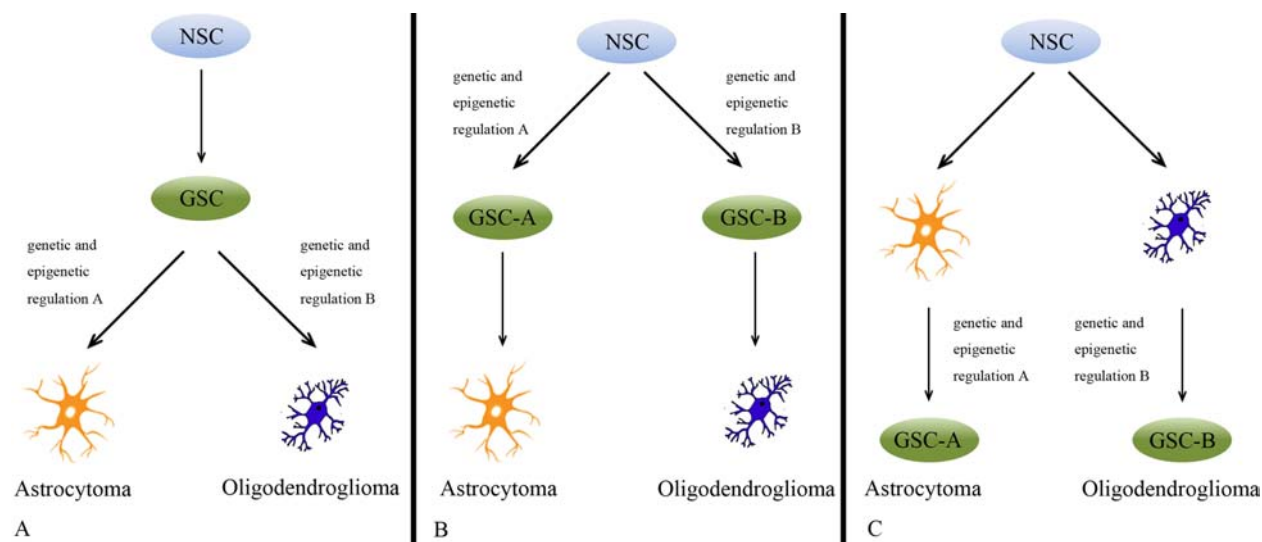 NSC
GSC
genetic and
epigenetic
regulation A
genetic and
epigenetic
regulation B
Astrocytoma
Oligodendroglioma
A
NSC
genetic and
epigenetic
regulation A
genetic and
epigenetic
regulation B
GSC-A
GSC-B
Astrocytoma
Oligodendroglioma
B
NSC
genetic and
epigenetic
regulation A
genetic and
epigenetic
regulation B
GSC-A
GSC-B
Astrocytoma
Oligodendroglioma
C